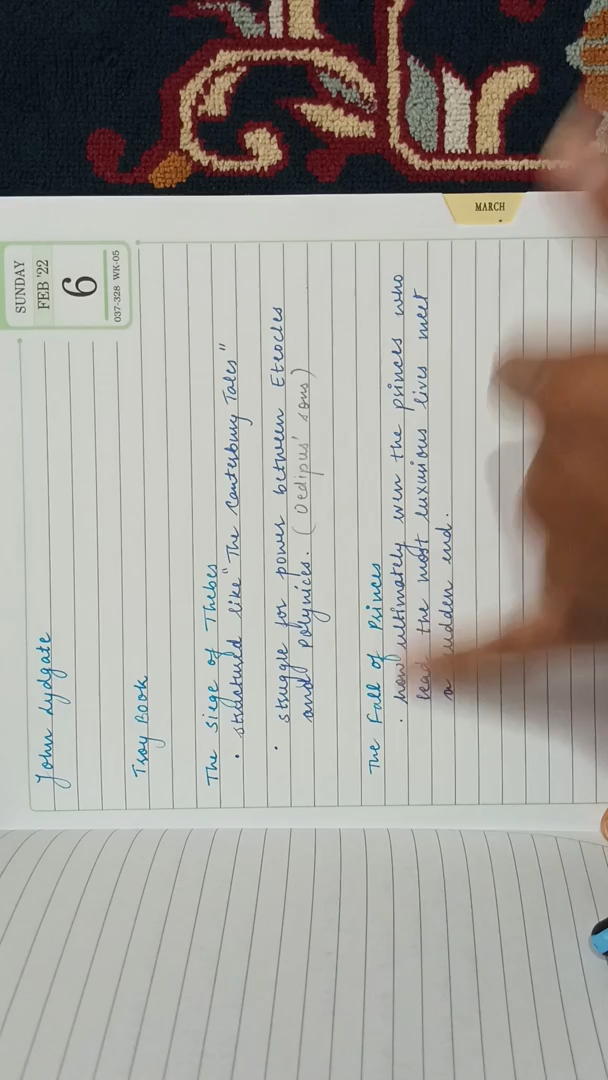 MARCH
SUNDAY
FEB '22
6
037-328 WK-05
John Lydgate
Troy Book
The Siege of Thebes
• structured like "The Canterbury Tales"
• struggle for power between Eteocles
and Polynices. (Oedipus' sons)
The Fall of Princes
• how ultimately even the princes who
lead the most luxurious lives meet
a sudden end.